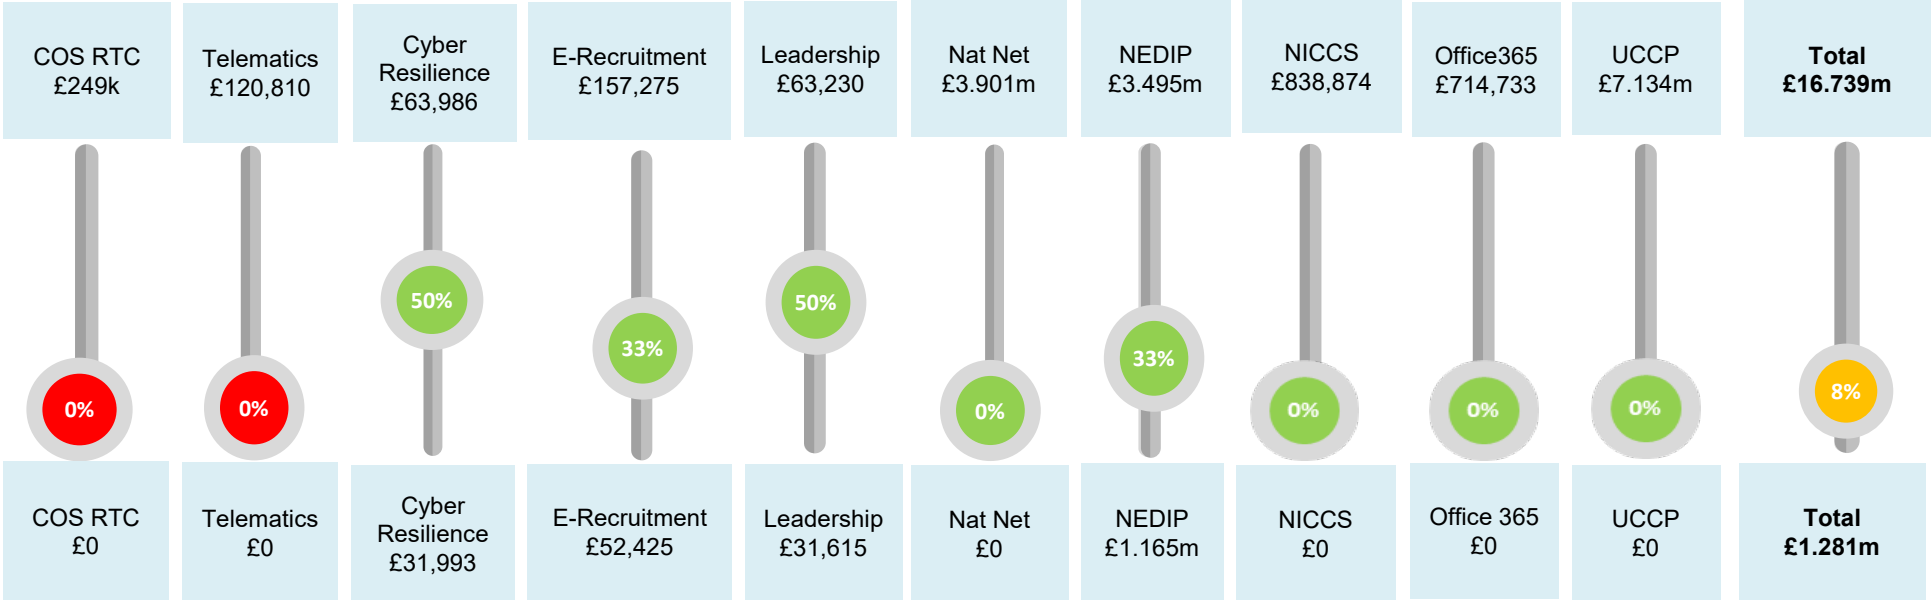 COS RTC
£249k
Telematics
£120,810
Cyber
Resilience
£63,986
E-Recruitment
£157,275
Leadership
£63,230
Nat Net
£3.901m
NEDIP
£3.495m
NICCS
£838,874
Office365
£714,733
UCCP
£7.134m
Total
£16.739m
0%
0%
50%
33%
50%
0%
33%
0%
0%
0%
8%
COS RTC
£0
Telematics
£0
Cyber
Resilience
£31,993
E-Recruitment
£52,425
Leadership
£31,615
Nat Net
£0
NEDIP
£1.165m
NICCS
£0
Office 365
£0
UCCP
£0
Total
£1.281m